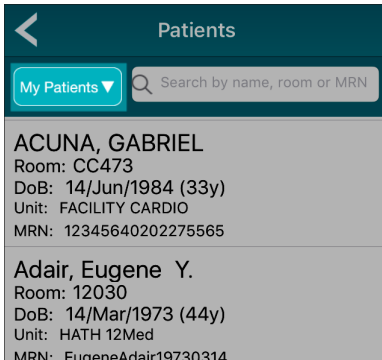 Patients
My Patients ▼
Search by name, room or MRN
ACUNA, GABRIEL
Room: CC473
DoB: 14/Jun/1984 (33y)
Unit: FACILITY CARDIO
MRN: 12345640202275565
Adair, Eugene Y.
Room: 12030
DoB: 14/Mar/1973 (44y)
Unit: HATH 12Med
MRN: EugeneAdair19730314